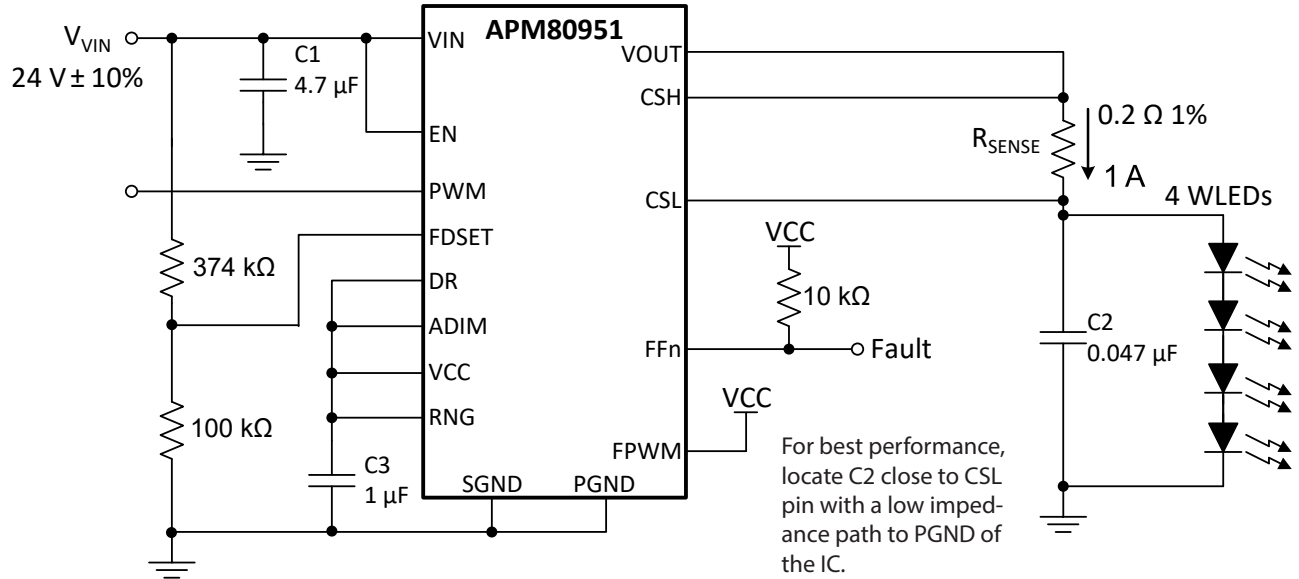 APM80951
V_VIN
24 V ± 10%
C1
4.7 µF
VIN
EN
PWM
FDSET
DR
ADIM
VCC
RNG
SGND
PGND
VOUT
CSH
CSL
FFn
FPWM
374 kΩ
100 kΩ
C3
1 µF
R_SENSE
0.2 Ω 1%
1 A
4 WLEDs
VCC
10 kΩ
Fault
VCC
C2
0.047 µF
For best performance,
locate C2 close to CSL
pin with a low imped-
ance path to PGND of
the IC.